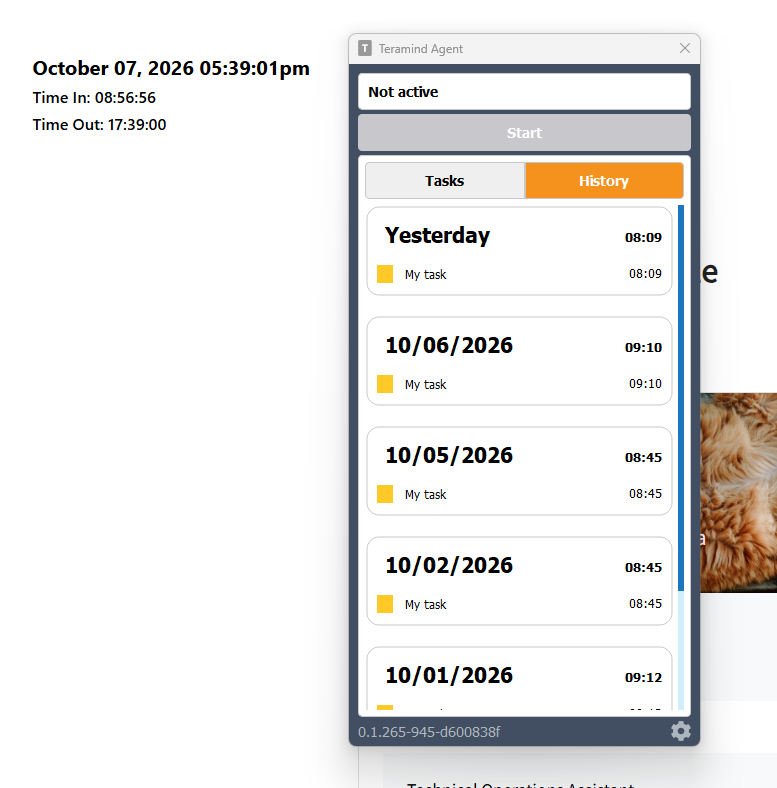 October 07, 2026 05:39:01pm
Time In: 08:56:56
Time Out: 17:39:00
T Teramind Agent
Not active
Start
Tasks History
Yesterday 08:09
My task 08:09
10/06/2026 09:10
My task 09:10
10/05/2026 08:45
My task 08:45
10/02/2026 08:45
My task 08:45
10/01/2026 09:12
0.1.265-945-d600838f
e
a
Technical Operations Assistant